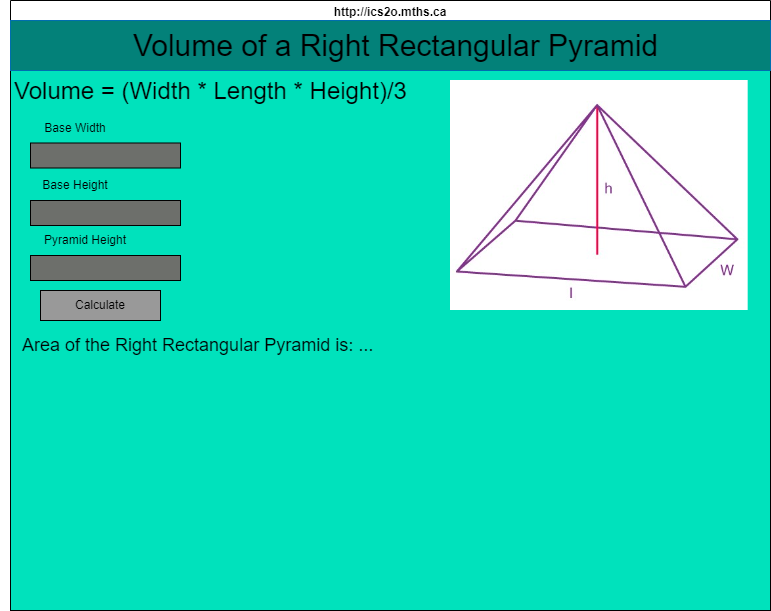 http://ics2o.mths.ca
Volume of a Right Rectangular Pyramid
Volume = (Width * Length * Height)/3
Base Width
Base Height
Pyramid Height
Calculate
Area of the Right Rectangular Pyramid is: ...
h
W
l